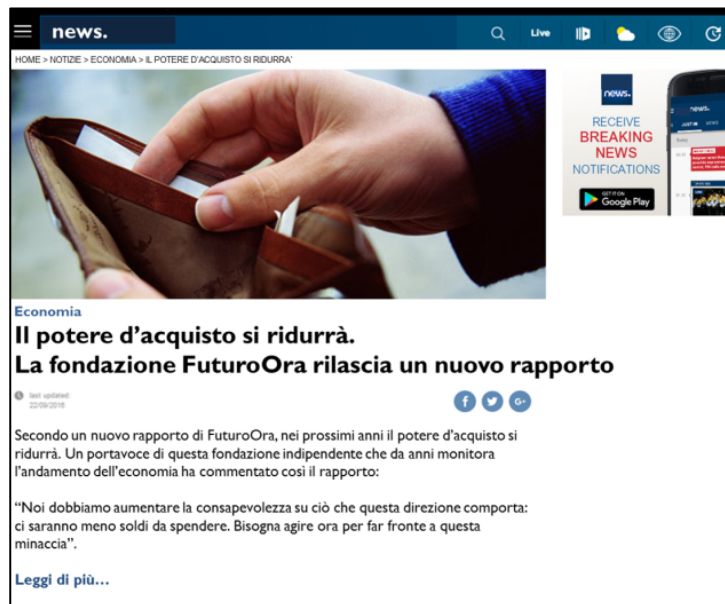 news.
Live
HOME > NOTIZIE > ECONOMIA > IL POTERE D'ACQUISTO SI RIDURRA'
news.
RECEIVE
BREAKING
NEWS
NOTIFICATIONS
GET IT ON
Google Play
news.
JUST IN
NEWS
Economia
Il potere d'acquisto si ridurrà.
La fondazione FuturoOra rilascia un nuovo rapporto
last updated:
22/09/2016
f
G+
Secondo un nuovo rapporto di FuturoOra, nei prossimi anni il potere d'acquisto si
ridurrà. Un portavoce di questa fondazione indipendente che da anni monitora
l'andamento dell'economia ha commentato così il rapporto:
“Noi dobbiamo aumentare la consapevolezza su ciò che questa direzione comporta:
ci saranno meno soldi da spendere. Bisogna agire ora per far fronte a questa
minaccia”.
Leggi di più...